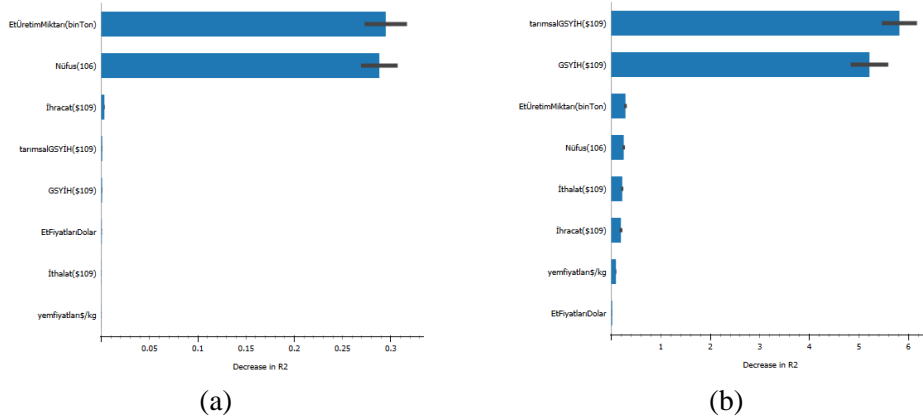 EtÜretimMiktarı(binTon)
Nüfus(106)
İhracat($109)
tarımsalGSYİH($109)
GSYİH($109)
EtFiyatlarıDolar
İthalat($109)
yemfiyatları$/kg
0.05 0.1 0.15 0.2 0.25 0.3
Decrease in R2
(a)
tarımsalGSYİH($109)
GSYİH($109)
EtÜretimMiktarı(binTon)
Nüfus(106)
İthalat($109)
İhracat($109)
yemfiyatları$/kg
EtFiyatlarıDolar
1 2 3 4 5 6
Decrease in R2
(b)